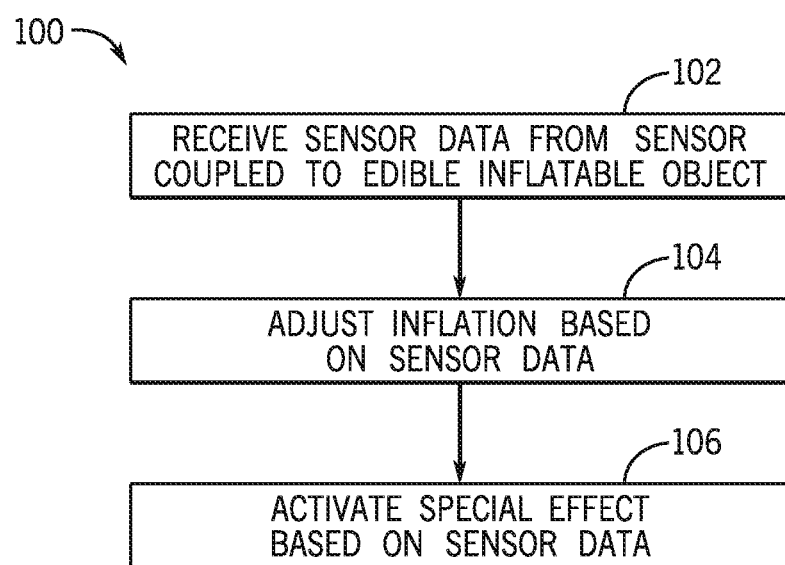 100
102
RECEIVE SENSOR DATA FROM SENSOR
COUPLED TO EDIBLE INFLATABLE OBJECT
104
ADJUST INFLATION BASED
ON SENSOR DATA
106
ACTIVATE SPECIAL EFFECT
BASED ON SENSOR DATA